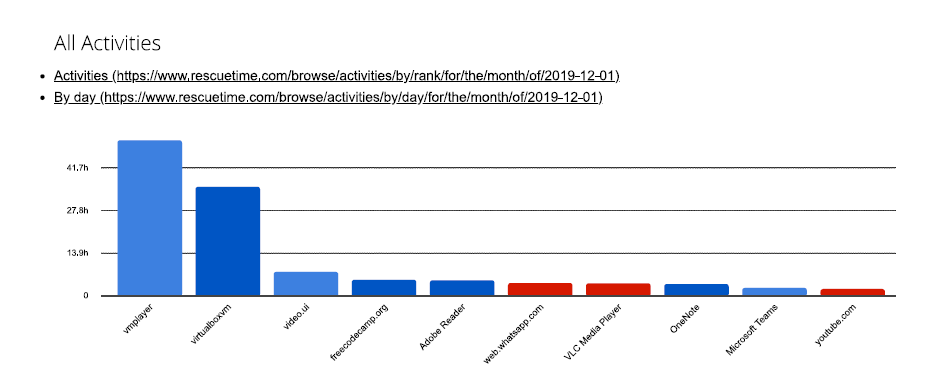 All Activities
Activities (https://www.rescuetime.com/browse/activities/by/rank/for/the/month/of/2019-12-01)
By day (https://www.rescuetime.com/browse/activities/by/day/for/the/month/of/2019-12-01)
41.7h
27.8h
13.9h
0
vmplayer
virtualboxvm
video.ui
freecodecamp.org
Adobe Reader
web.whatsapp.com
VLC Media Player
OneNote
Microsoft Teams
youtube.com